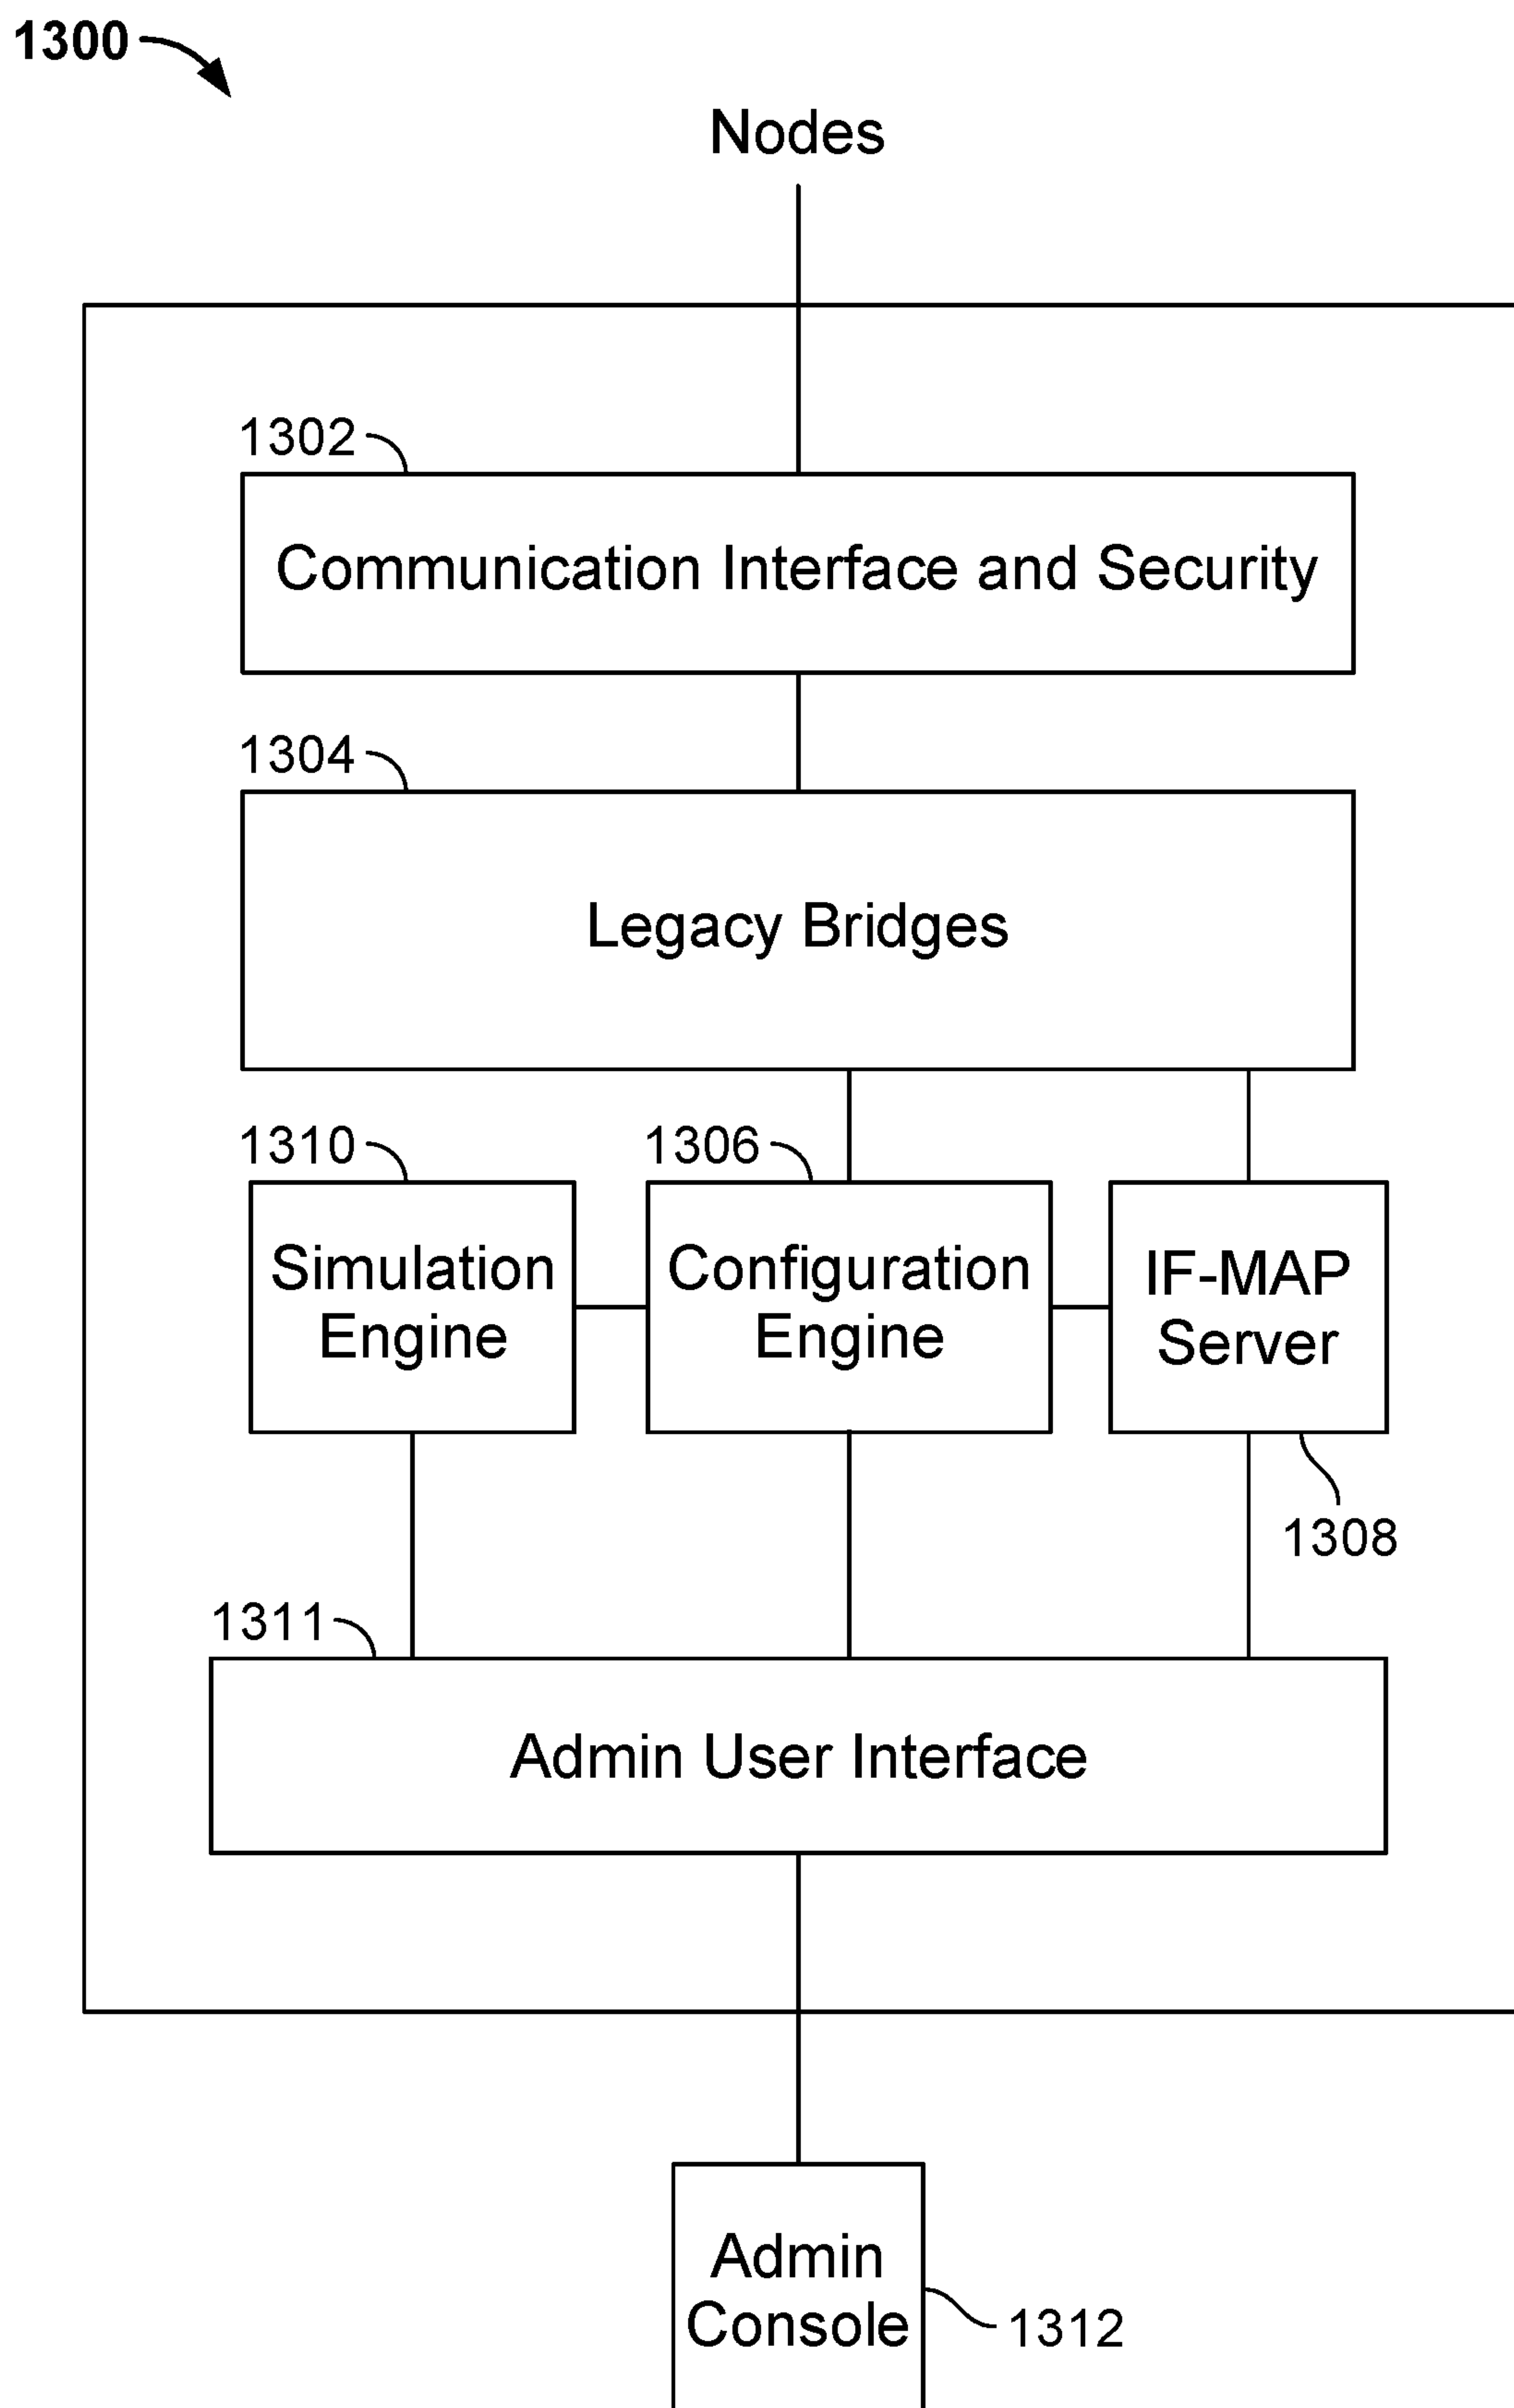 1300
Nodes
1302
Communication Interface and Security
1304
Legacy Bridges
1310
1306
Simulation
Engine
Configuration
Engine
IF-MAP
Server
1308
1311
Admin User Interface
Admin
Console
1312